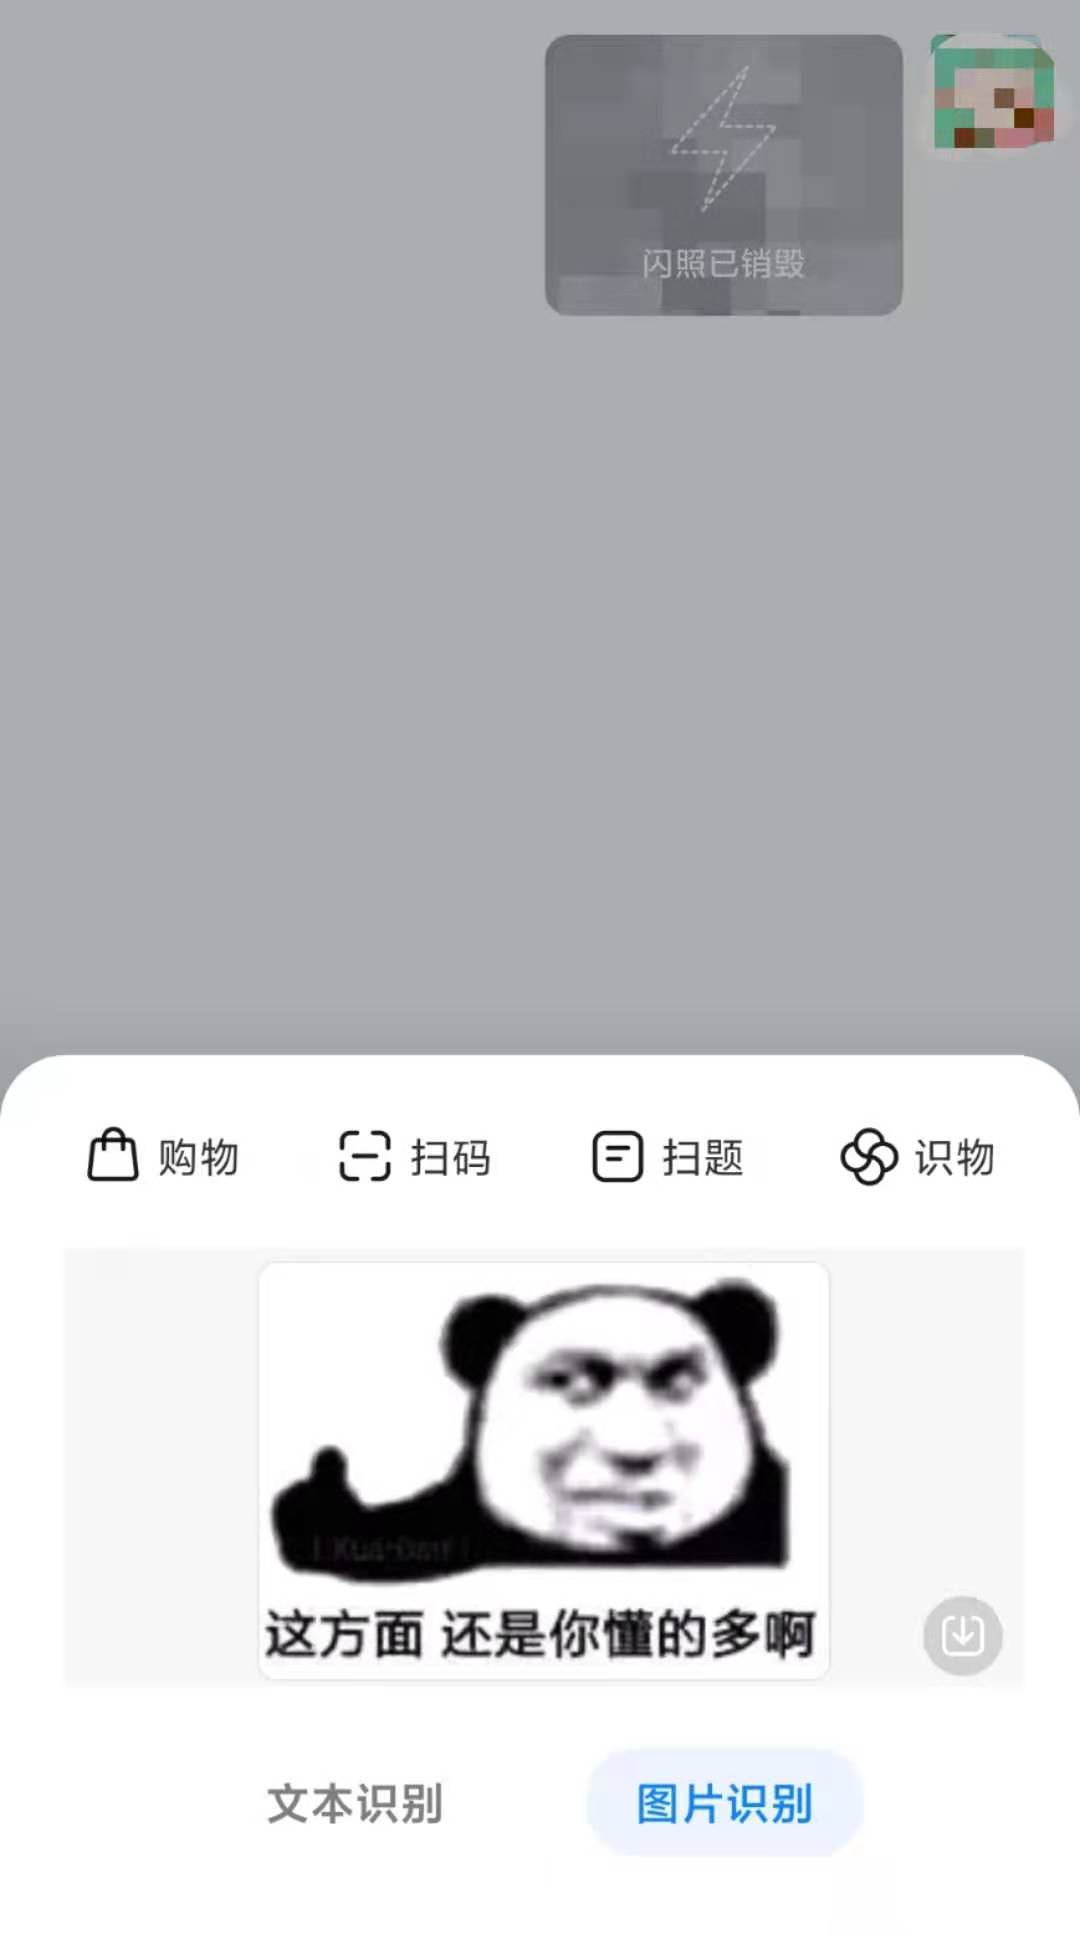 闪照已销毁
购物
扫码
扫题
识物
这方面 还是你懂的多啊
文本识别
图片识别